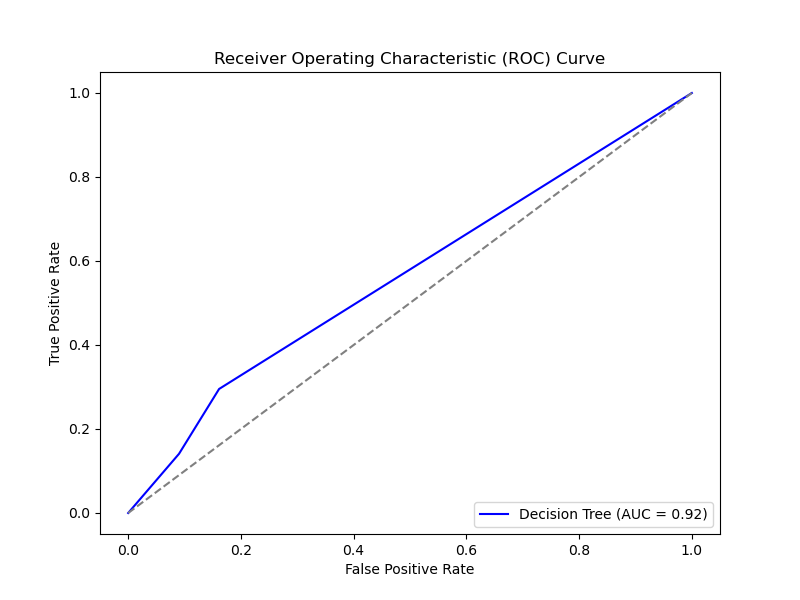 Receiver Operating Characteristic (ROC) Curve
True Positive Rate
1.0
0.8
0.6
0.4
0.2
0.0
Decision Tree (AUC = 0.92)
0.0 0.2 0.4 0.6 0.8 1.0
False Positive Rate